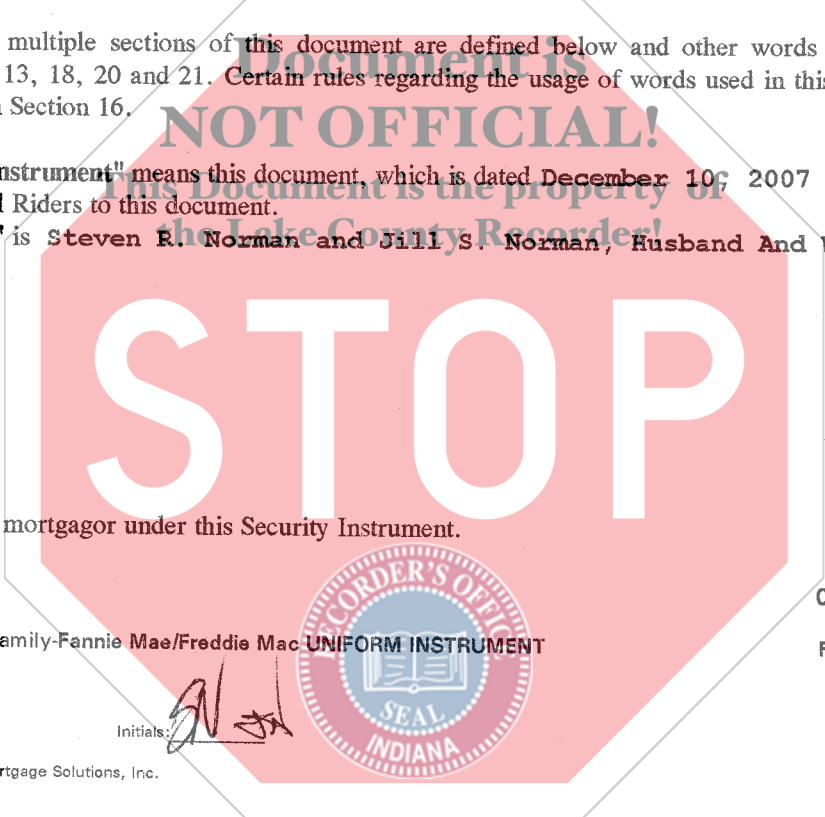 multiple sections of this document are defined below and other words
13, 18, 20 and 21. Certain rules regarding the usage of words used in this
Section 16.
Document is
NOT OFFICIAL!
This Document is the property of
the Lake County Recorder!
nstrument" means this document, which is dated December 10, 2007
Riders to this document.
" is Steven R. Norman and Jill S. Norman, Husband And
STOP
mortgagor under this Security Instrument.
RECORDER'S OFFIC
SEAL
INDIANA
amily-Fannie Mae/Freddie Mac UNIFORM INSTRUMENT
Initials:
rtgage Solutions, Inc.